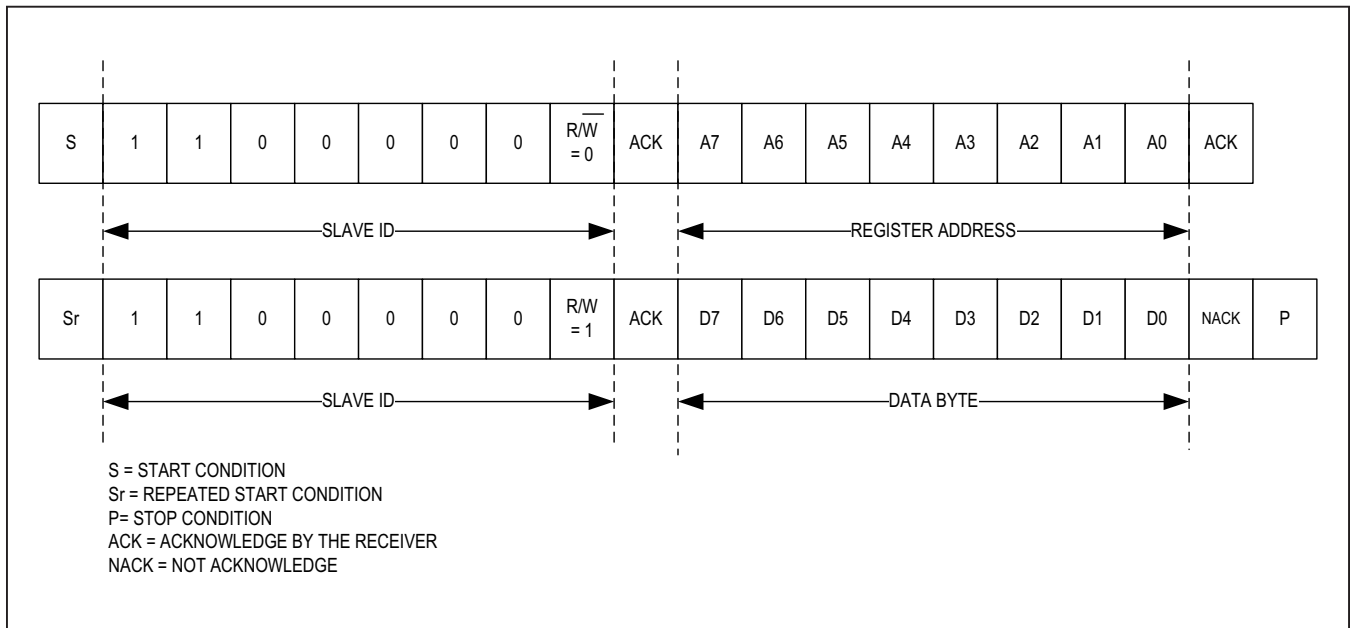 S 1 1 0 0 0 0 0 R/W̅ = 0 ACK A7 A6 A5 A4 A3 A2 A1 A0 ACK
SLAVE ID REGISTER ADDRESS
Sr 1 1 0 0 0 0 0 R/W = 1 ACK D7 D6 D5 D4 D3 D2 D1 D0 NACK P
SLAVE ID DATA BYTE
S = START CONDITION
Sr = REPEATED START CONDITION
P= STOP CONDITION
ACK = ACKNOWLEDGE BY THE RECEIVER
NACK = NOT ACKNOWLEDGE